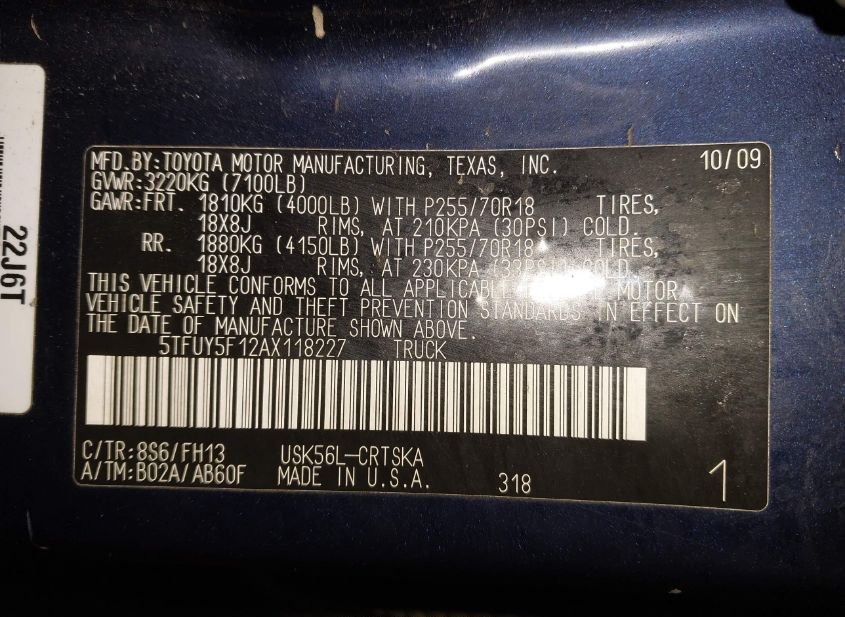 MFD.BY:TOYOTA MOTOR MANUFACTURING, TEXAS, INC. 10/09
GVWR:3220KG (7100LB)
GAWR:FRT. 1810KG (4000LB) WITH P255/70R18 TIRES,
18X8J RIMS, AT 210KPA (30PSI) COLD.
RR. 1880KG (4150LB) WITH P255/70R18 TIRES,
18X8J RIMS, AT 230KPA (33PSI) COLD.
THIS VEHICLE CONFORMS TO ALL APPLICABLE MOTOR
VEHICLE SAFETY AND THEFT PREVENTION STANDARDS IN EFFECT ON
THE DATE OF MANUFACTURE SHOWN ABOVE.
5TFUY5F12AX118227 TRUCK
C/TR:8S6/FH13 USK56L-CRTSKA
A/TM:B02A/AB60F MADE IN U.S.A. 318 1
22J6T